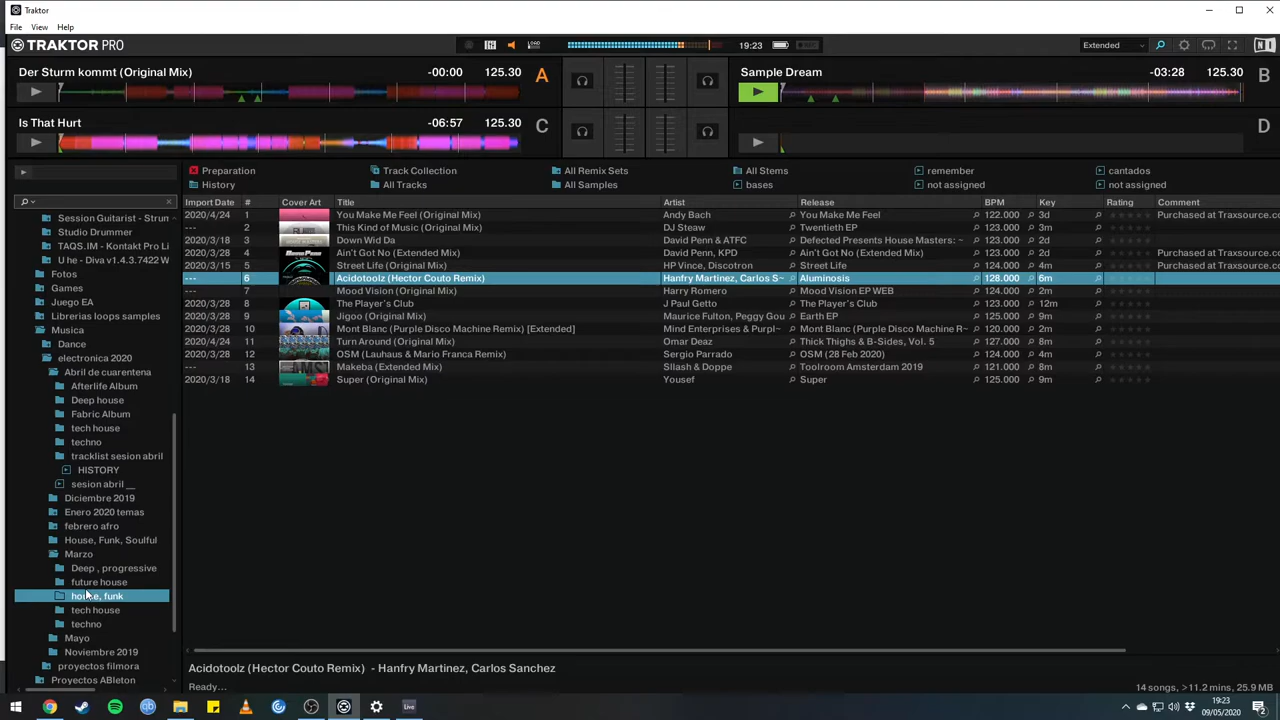 Traktor
File View Help
TRAKTOR PRO
LOAD
19:23
Extended
NI
Der Sturm kommt (Original Mix) -00:00 125.30 A
Sample Dream -03:28 125.30 B
Is That Hurt -06:57 125.30 C
D
Preparation Track Collection All Remix Sets All Stems remember cantados
History All Tracks All Samples bases not assigned not assigned
Import Date # Cover Art Title Artist Release BPM Key Rating Comment
2020/4/24 1 You Make Me Feel (Original Mix) Andy Bach You Make Me Feel 122.000 3d Purchased at Traxsource.co
--- 2 This Kind of Music (Original Mix) DJ Steaw Twentieth EP 123.000 2m
2020/3/18 3 Down Wid Da David Penn & ATFC Defected Presents House Masters: ~ 123.000 2d
2020/3/28 4 Ain't Got No (Extended Mix) David Penn, KPD Ain't Got No (Extended Mix) 123.000 2d Purchased at Traxsource.co
2020/3/15 5 Street Life (Original Mix) HP Vince, Discotron Street Life 124.000 4m Purchased at Traxsource.co
--- 6 Acidotoolz (Hector Couto Remix) Hanfry Martinez, Carlos S~ Aluminosis 128.000 6m
--- 7 Mood Vision (Original Mix) Harry Romero Mood Vision EP WEB 124.000 2m
2020/3/28 8 The Player's Club J Paul Getto The Player's Club 123.000 12m
2020/3/28 9 Jigoo (Original Mix) Maurice Fulton, Peggy Gou Earth EP 125.000 9m
2020/3/28 10 Mont Blanc (Purple Disco Machine Remix) [Extended] Mind Enterprises & Purpl~ Mont Blanc (Purple Disco Machine R~ 120.000 2m
2020/4/24 11 Turn Around (Original Mix) Omar Deaz Thick Thighs & B-Sides, Vol. 5 127.000 8m
2020/3/28 12 OSM (Lauhaus & Mario Franca Remix) Sergio Parrado OSM (28 Feb 2020) 124.000 4m
--- 13 Makeba (Extended Mix) SIlash & Doppe Toolroom Amsterdam 2019 121.000 8m
2020/3/18 14 Super (Original Mix) Yousef Super 125.000 9m
Session Guitarist - Strun
Studio Drummer
TAQS.IM - Kontakt Pro Li
U he - Diva v1.4.3.7422 W
Fotos
Games
Juego EA
Librerias loops samples
Musica
Dance
electronica 2020
Abril de cuarentena
Afterlife Album
Deep house
Fabric Album
tech house
techno
tracklist sesion abril
HISTORY
sesion abril __
Diciembre 2019
Enero 2020 temas
febrero afro
House, Funk, Soulful
Marzo
Deep , progressive
future house
house, funk
tech house
techno
Mayo
Noviembre 2019
proyectos filmora
Proyectos ABleton
Acidotoolz (Hector Couto Remix) - Hanfry Martinez, Carlos Sanchez
Ready...
14 songs, >11.2 mins, 25.9 MB
qb
Live
19:23
09/05/2020
2